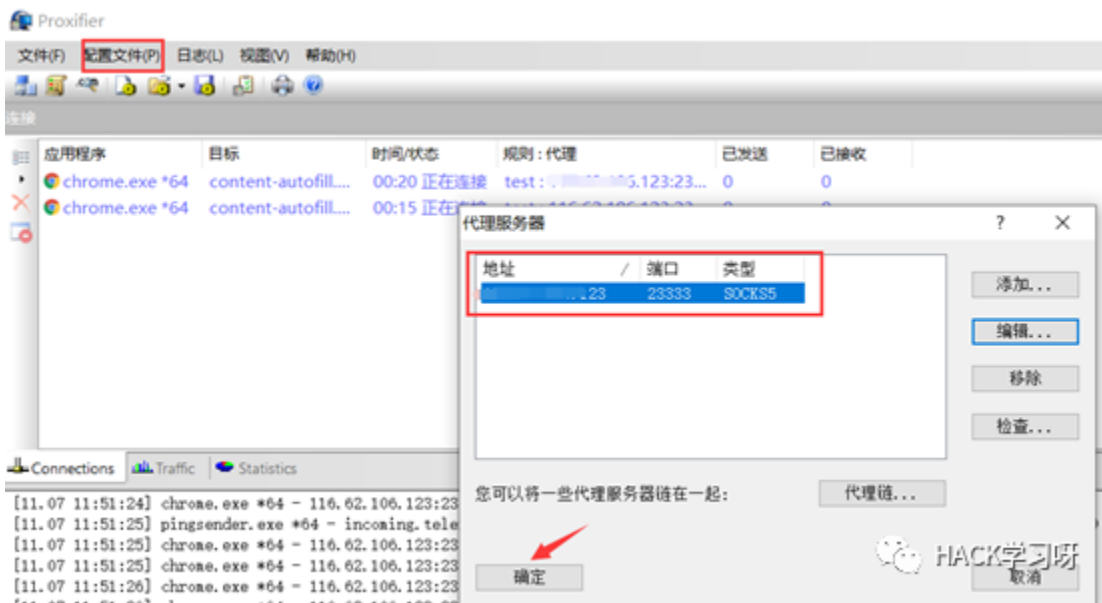 Proxifier
文件(F) 配置文件(P) 日志(L) 视图(V) 帮助(H)
连接
应用程序 目标 时间/状态 规则 : 代理 已发送 已接收
chrome.exe *64 content-autofill.... 00:20 正在连接 test : 6.123:23... 0 0
chrome.exe *64 content-autofill.... 00:15 正在连接
代理服务器 ? ×
地址 / 端口 类型
123 23333 SOCKS5
添加...
编辑...
移除
检查...
您可以将一些代理服务器链在一起:
代理链...
确定
取消
Connections Traffic Statistics
[11.07 11:51:24] chrome.exe *64 - 116.62.106.123:23
[11.07 11:51:25] pingsender.exe *64 - incoming.tele
[11.07 11:51:25] chrome.exe *64 - 116.62.106.123:23
[11.07 11:51:25] chrome.exe *64 - 116.62.106.123:23
[11.07 11:51:26] chrome.exe *64 - 116.62.106.123:23
HACK学习呀